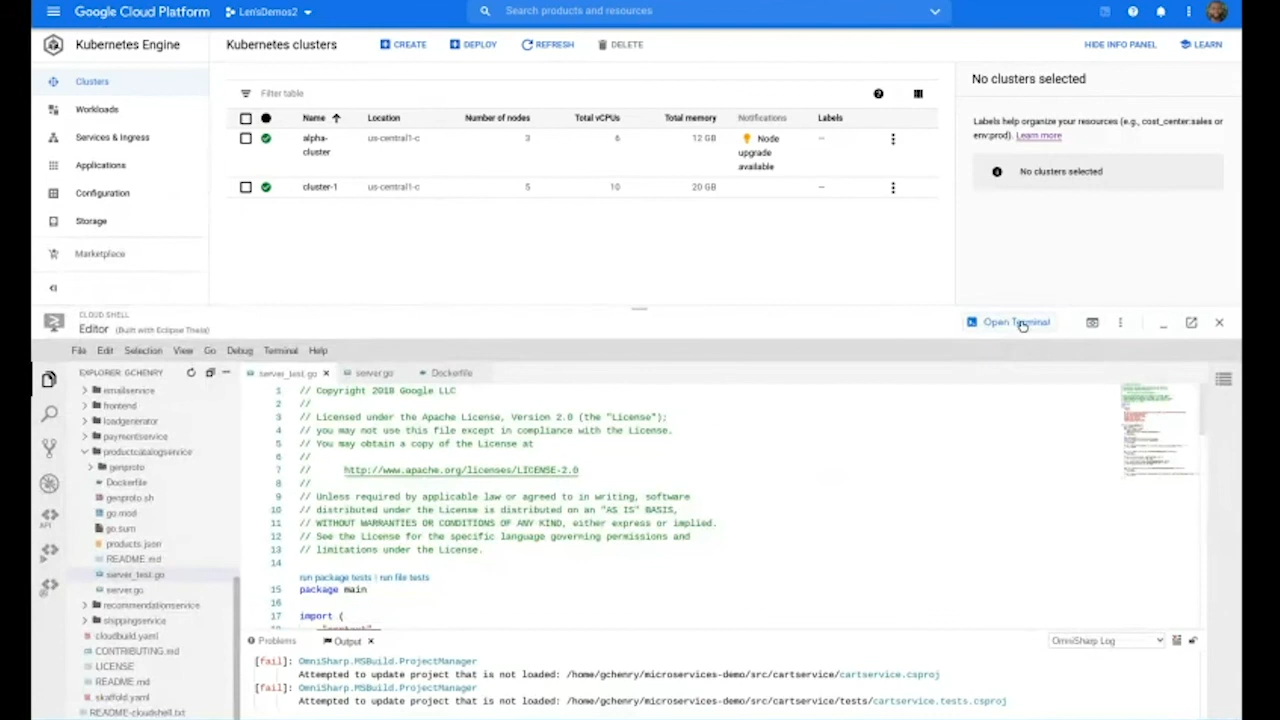 Google Cloud Platform Len'sDemos2 Search products and resources
Kubernetes Engine Kubernetes clusters CREATE DEPLOY REFRESH DELETE HIDE INFO PANEL LEARN
Clusters
Workloads
Services & Ingress
Applications
Configuration
Storage
Marketplace
Filter table
Name Location Number of nodes Total vCPUs Total memory Notifications Labels
alpha-
cluster
us-central1-c 3 6 12 GB Node
upgrade
available
—
cluster-1 us-central1-c 5 10 20 GB —
No clusters selected
Labels help organize your resources (e.g., cost_center:sales or
env:prod). Learn more
No clusters selected
CLOUD SHELL
Editor (Built with Eclipse Theia)
Open Terminal
File Edit Selection View Go Debug Terminal Help
EXPLORER: GCHENRY
emailservice
frontend
loadgenerator
paymentservice
productcatalogservice
genproto
Dockerfile
genproto.sh
go.mod
go.sum
products.json
README.md
server_test.go
server.go
recommendationservice
shippingservice
cloudbuild.yaml
CONTRIBUTING.md
LICENSE
README.md
skaffold.yaml
README-cloudshell.txt
server_test.go server.go Dockerfile
1 // Copyright 2018 Google LLC
2 //
3 // Licensed under the Apache License, Version 2.0 (the "License");
4 // you may not use this file except in compliance with the License.
5 // You may obtain a copy of the License at
6 //
7 // http://www.apache.org/licenses/LICENSE-2.0
8 //
9 // Unless required by applicable law or agreed to in writing, software
10 // distributed under the License is distributed on an "AS IS" BASIS,
11 // WITHOUT WARRANTIES OR CONDITIONS OF ANY KIND, either express or implied.
12 // See the License for the specific language governing permissions and
13 // limitations under the License.
14
run package tests | run file tests
15 package main
16
17 import (
Problems Output OmniSharp Log
[fail]: OmniSharp.MSBuild.ProjectManager
Attempted to update project that is not loaded: /home/gchenry/microservices-demo/src/cartservice/cartservice.csproj
[fail]: OmniSharp.MSBuild.ProjectManager
Attempted to update project that is not loaded: /home/gchenry/microservices-demo/src/cartservice/tests/cartservice.tests.csproj